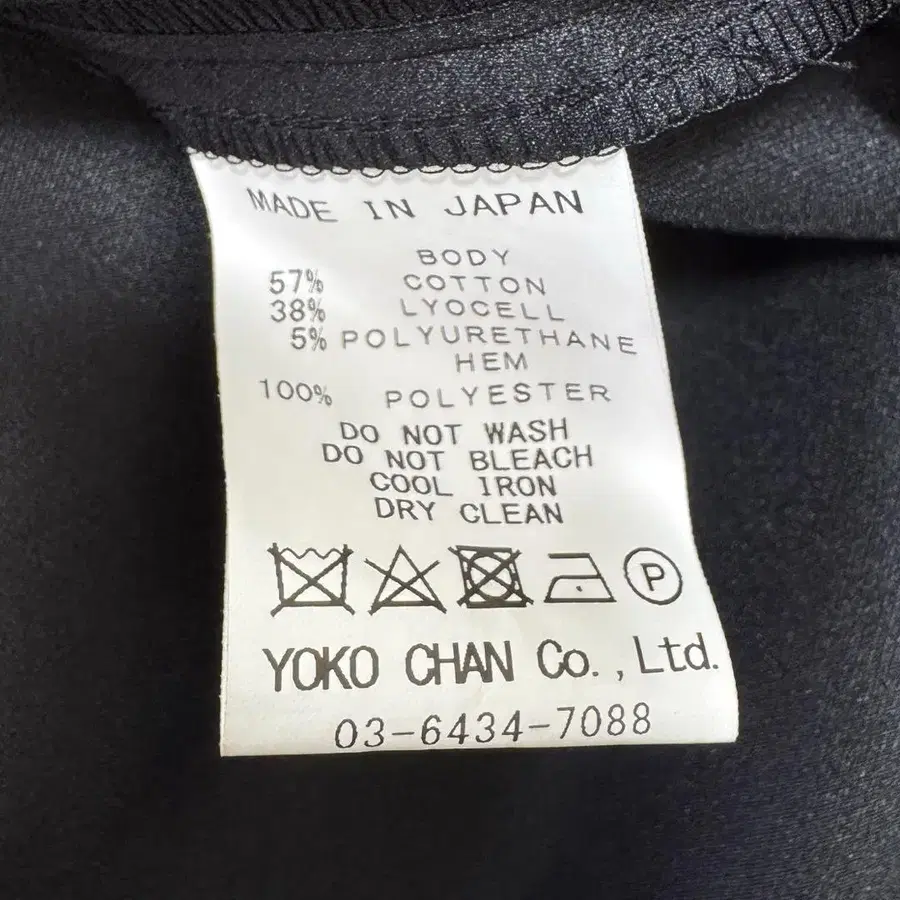 MADE IN JAPAN
BODY
57% COTTON
38% LYOCELL
5% POLYURETHANE
HEM
100% POLYESTER
DO NOT WASH
DO NOT BLEACH
COOL IRON
DRY CLEAN
P
YOKO CHAN Co.,Ltd.
03-6434-7088